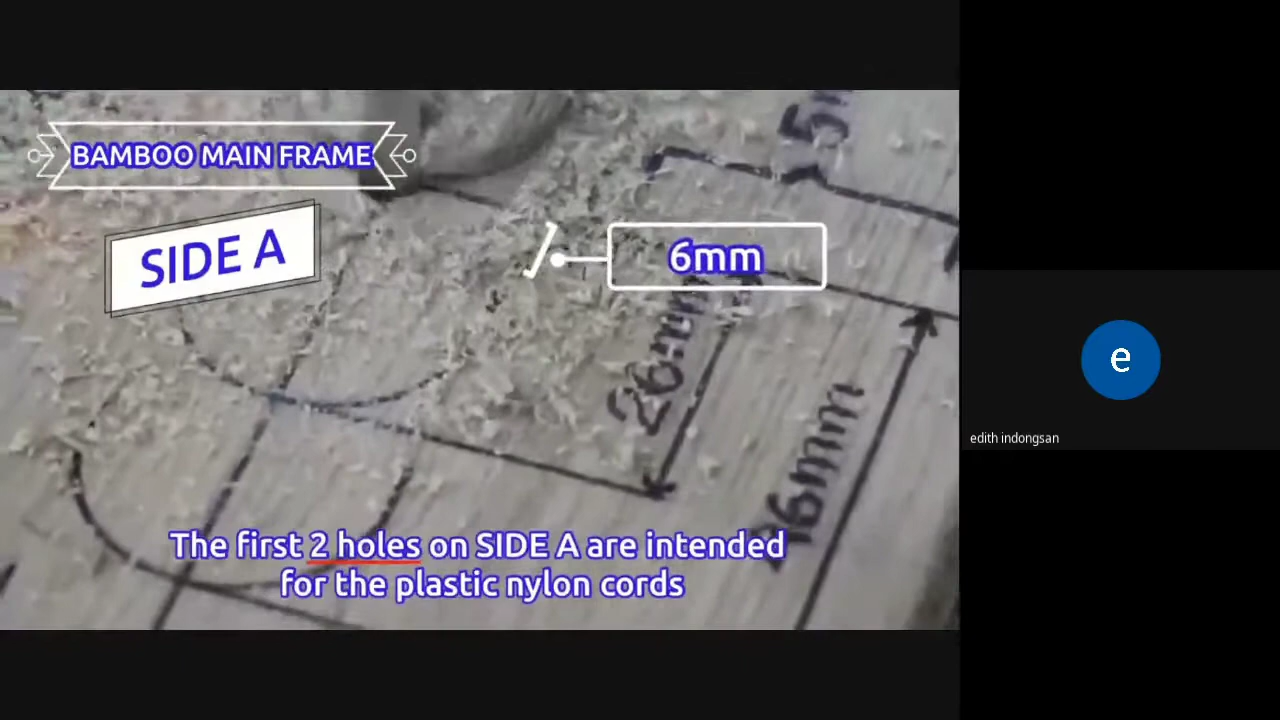 BAMBOO MAIN FRAME
SIDE A
6mm
26mm
The first 2 holes on SIDE A are intended
for the plastic nylon cords
e
edith indongsan